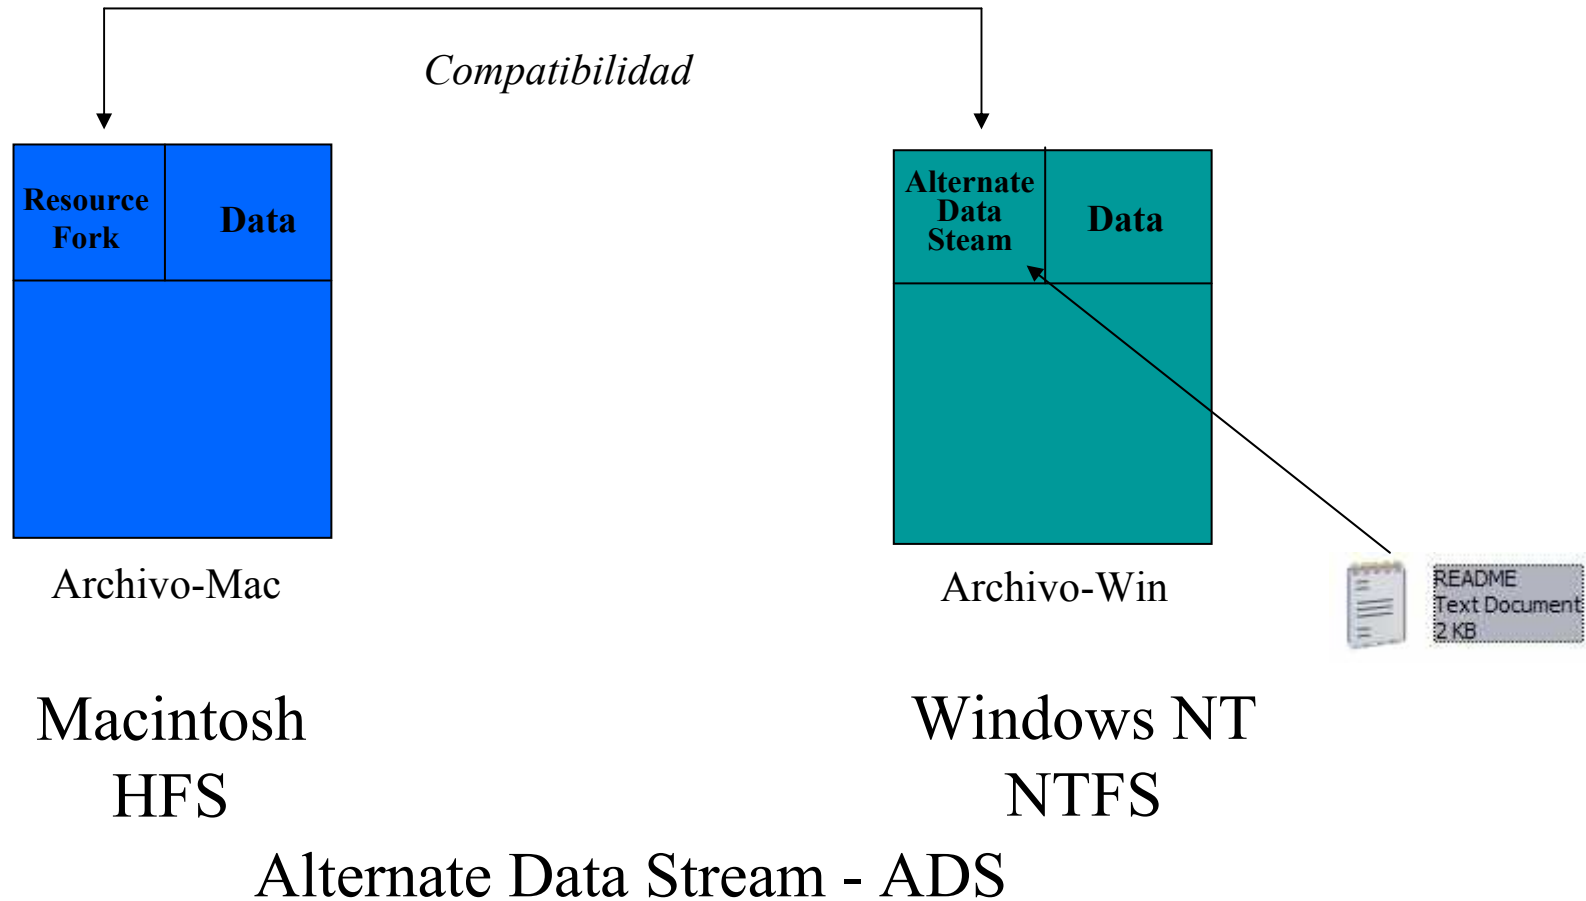 Compatibilidad
Resource
Fork
Data
Alternate
Data
Steam
Data
Archivo-Mac
Archivo-Win
README
Text Document
2 KB
Macintosh
HFS
Windows NT
NTFS
Alternate Data Stream - ADS